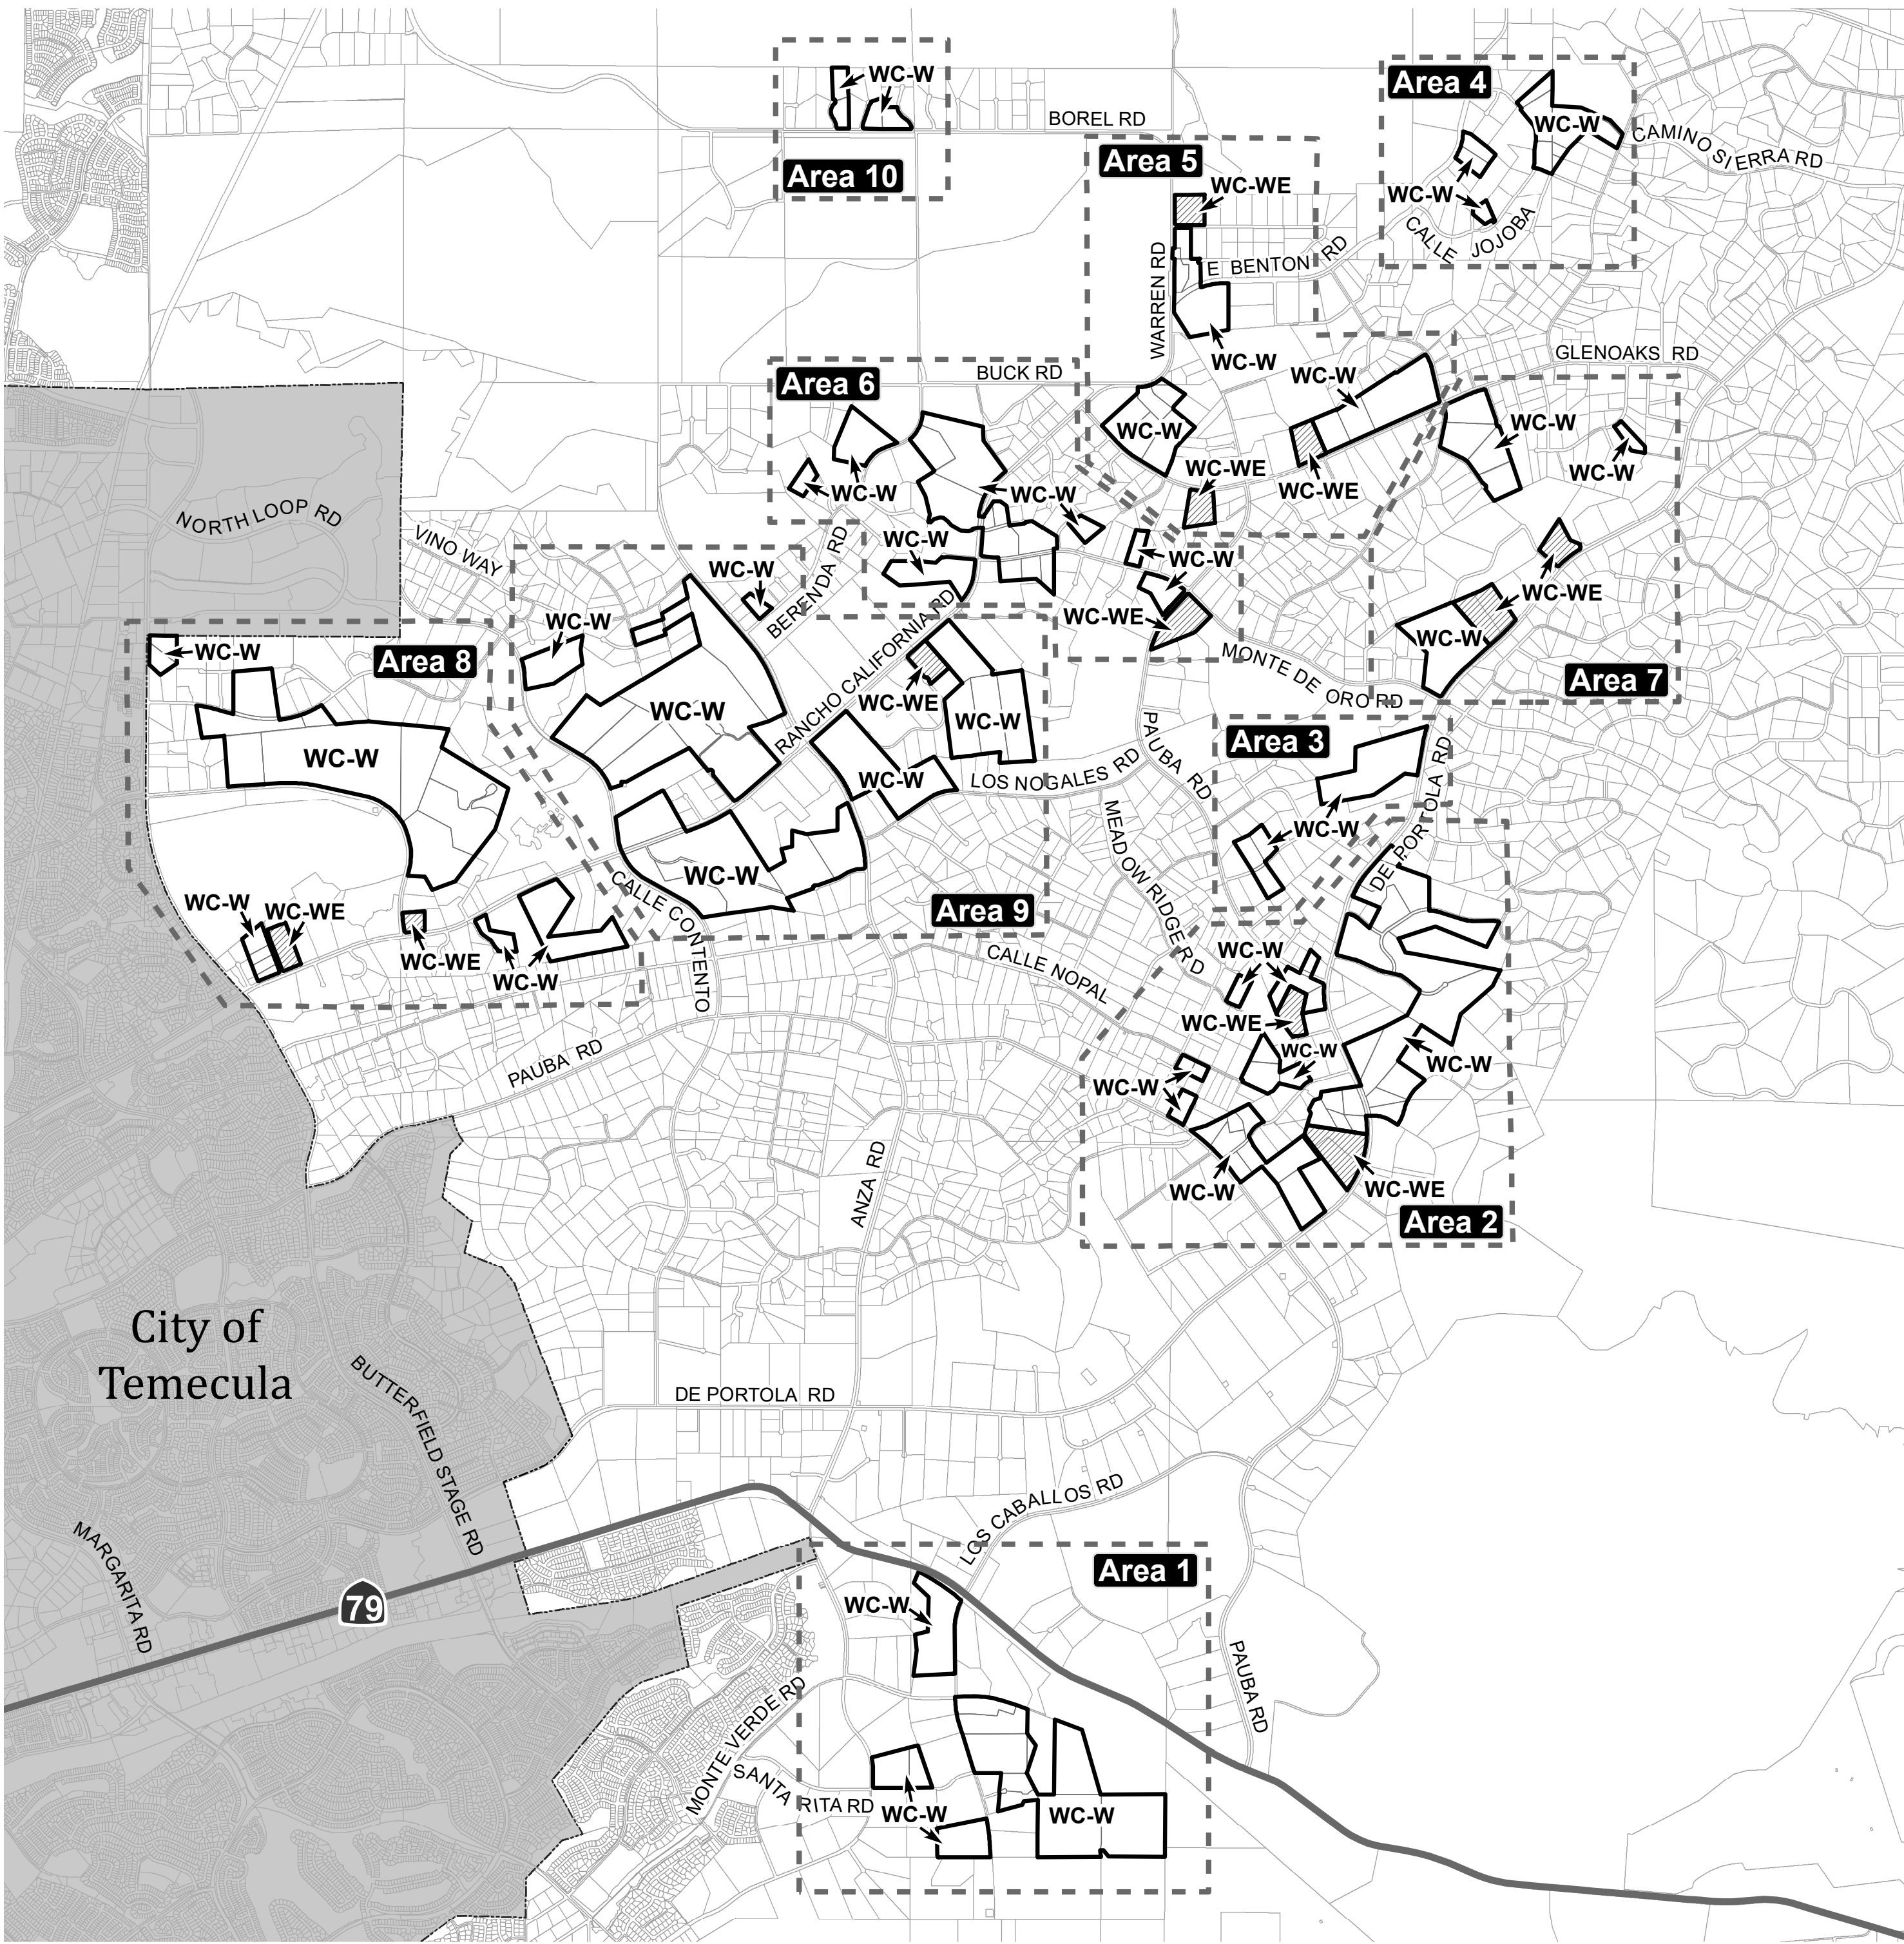 WC-W
BOREL RD
Area 10
Area 4
WC-W
CAMINO SIERRA RD
WC-W
CALLE JOJOBA
Area 5
WC-WE
WARREN RD
E BENTON RD
WC-W
GLENOAKS RD
Area 6
BUCK RD
WC-W
WC-W
WC-W
WC-W
WC-WE
WC-WE
WC-W
WC-W
NORTH LOOP RD
VINO WAY
WC-W
WC-W
BERENDA RD
WC-W
WC-WE
WC-WE
WC-W
Area 7
MONTE DE ORO RD
WC-W
Area 8
WC-W
WC-W
RANCHO CALIFORNIA RD
WC-WE
WC-W
WC-W
WC-W
LOS NOGALES RD
PAUBA RD
Area 3
WC-W
DE PORTOLA RD
MEADOW RIDGE RD
WC-W
CALLE CONTENTO
Area 9
WC-W
WC-WE
WC-WE
WC-W
CALLE NOPAL
WC-W
WC-WE
WC-W
WC-W
WC-W
WC-W
WC-WE
Area 2
PAUBA RD
ANZA RD
City of
Temecula
BUTTERFIELD STAGE RD
DE PORTOLA RD
MARGARITA RD
79
LOS CABALLOS RD
Area 1
WC-W
PAUBA RD
MONTE VERDE RD
SANTA RITA RD
WC-W
WC-W